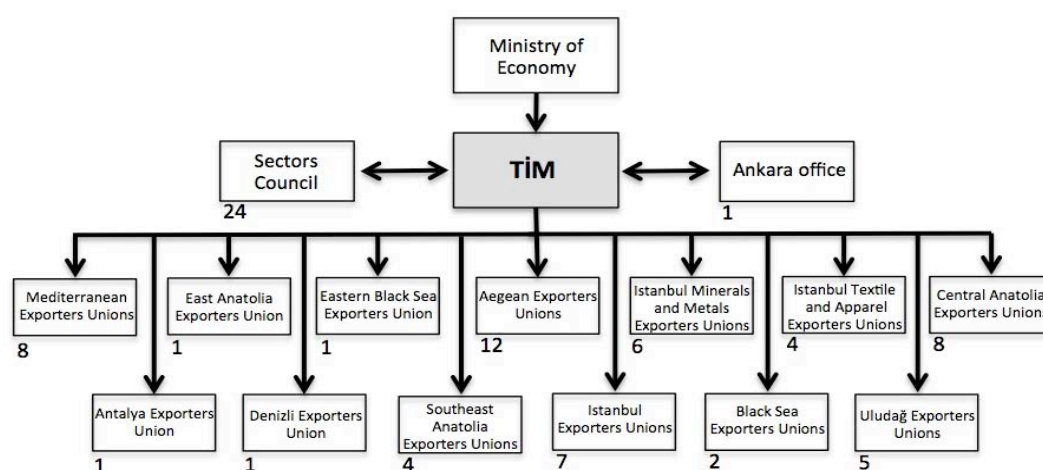 Ministry of
Economy
Sectors
Council
24
TİM
Ankara office
1
Mediterranean
Exporters Unions
8
East Anatolia
Exporters Union
1
Eastern Black Sea
Exporters Union
1
Aegean Exporters
Unions
12
Istanbul Minerals
and Metals
Exporters Unions
6
Istanbul Textile
and Apparel
Exporters Unions
4
Central Anatolia
Exporters Unions
8
Antalya Exporters
Union
1
Denizli Exporters
Union
1
Southeast
Anatolia
Exporters Unions
4
Istanbul
Exporters Unions
7
Black Sea
Exporters Unions
2
Uludağ Exporters
Unions
5